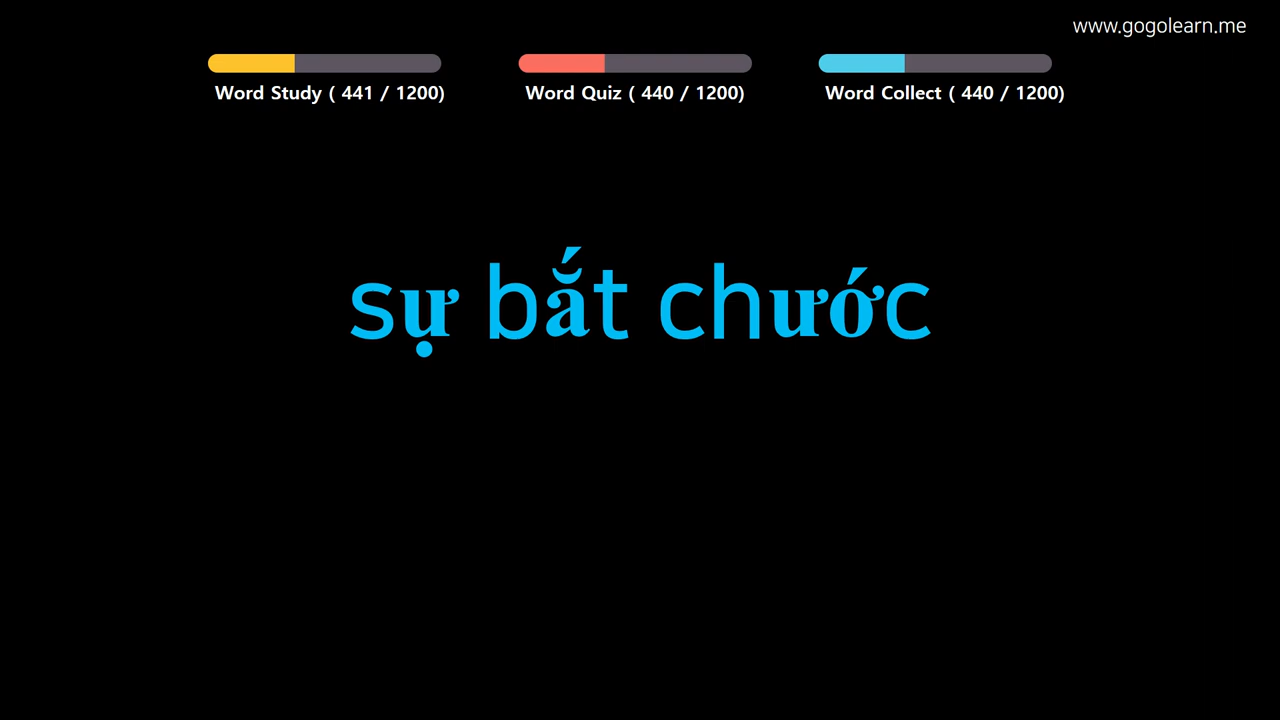 www.gogolearn.me
Word Study ( 441 / 1200)
Word Quiz ( 440 / 1200)
Word Collect ( 440 / 1200)
sự bắt chước